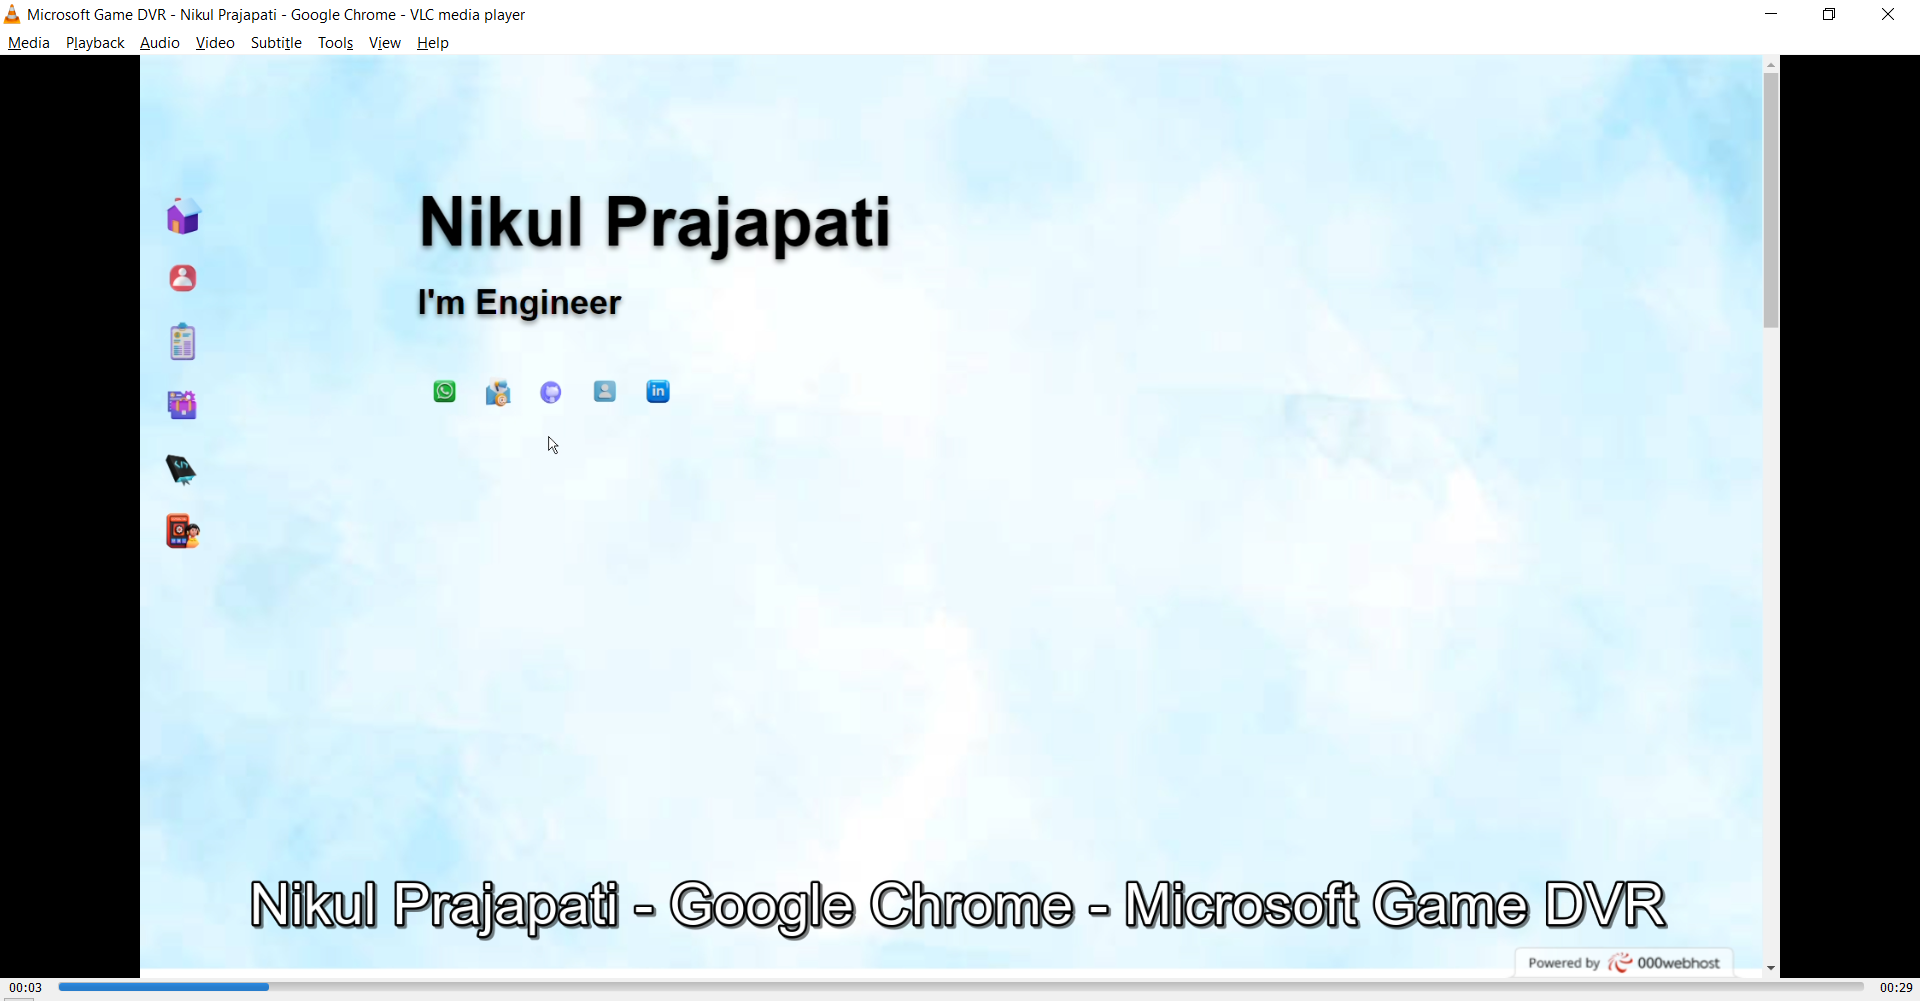 Microsoft Game DVR - Nikul Prajapati - Google Chrome - VLC media player
Media Playback Audio Video Subtitle Tools View Help
Nikul Prajapati
I'm Engineer
in
Nikul Prajapati - Google Chrome - Microsoft Game DVR
Powered by 000webhost
00:03 00:29